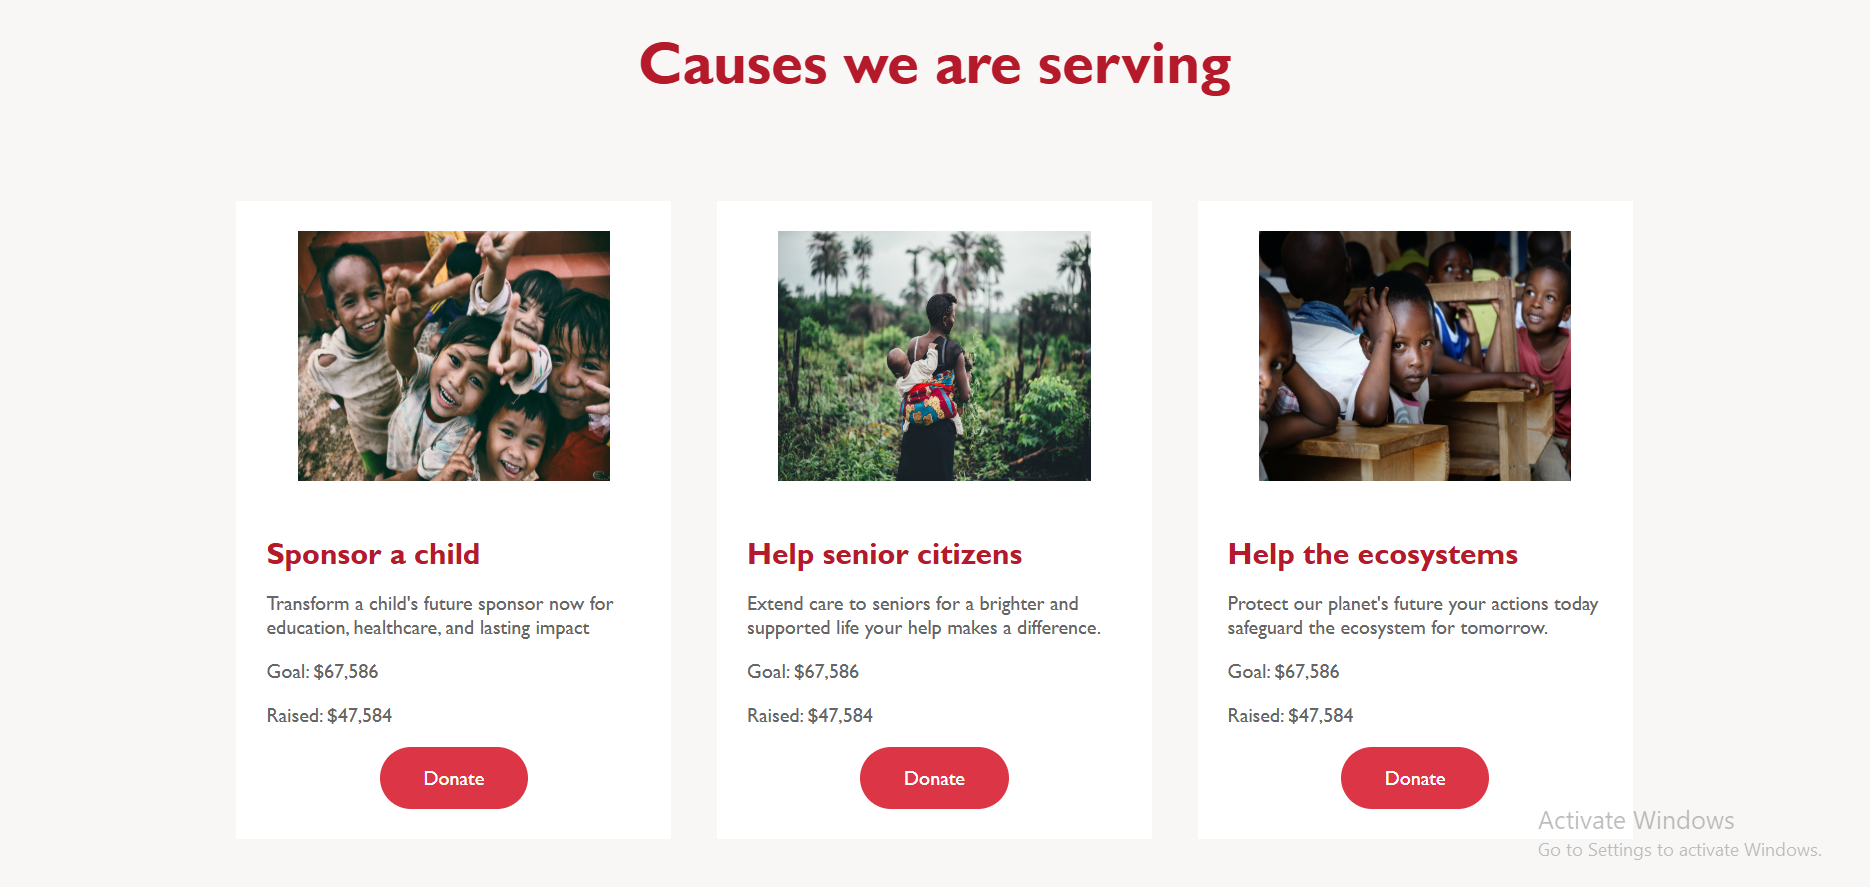 Causes we are serving
Sponsor a child
Transform a child's future sponsor now for
education, healthcare, and lasting impact
Goal: $67,586
Raised: $47,584
Donate
Help senior citizens
Extend care to seniors for a brighter and
supported life your help makes a difference.
Goal: $67,586
Raised: $47,584
Donate
Help the ecosystems
Protect our planet's future your actions today
safeguard the ecosystem for tomorrow.
Goal: $67,586
Raised: $47,584
Donate
Activate Windows
Go to Settings to activate Windows.